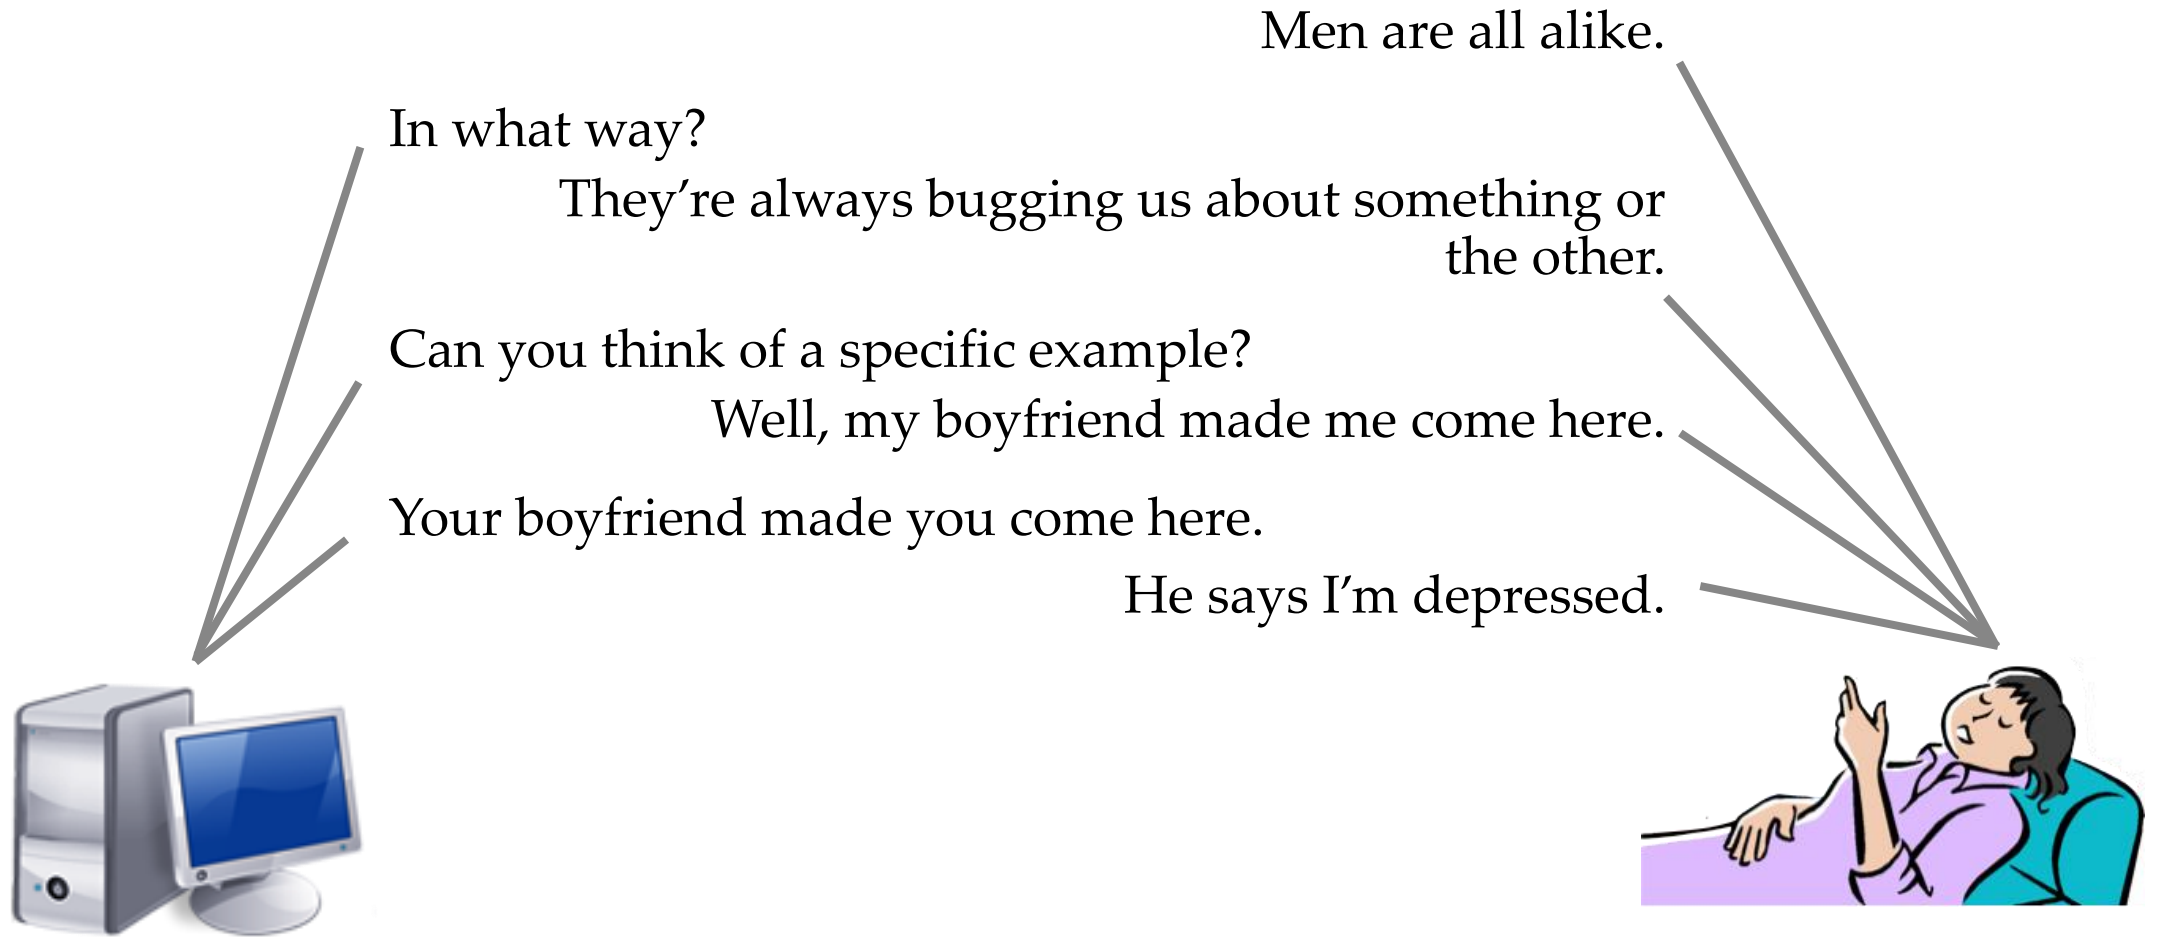 Men are all alike.
In what way?
They’re always bugging us about something or
the other.
Can you think of a specific example?
Well, my boyfriend made me come here.
Your boyfriend made you come here.
He says I’m depressed.